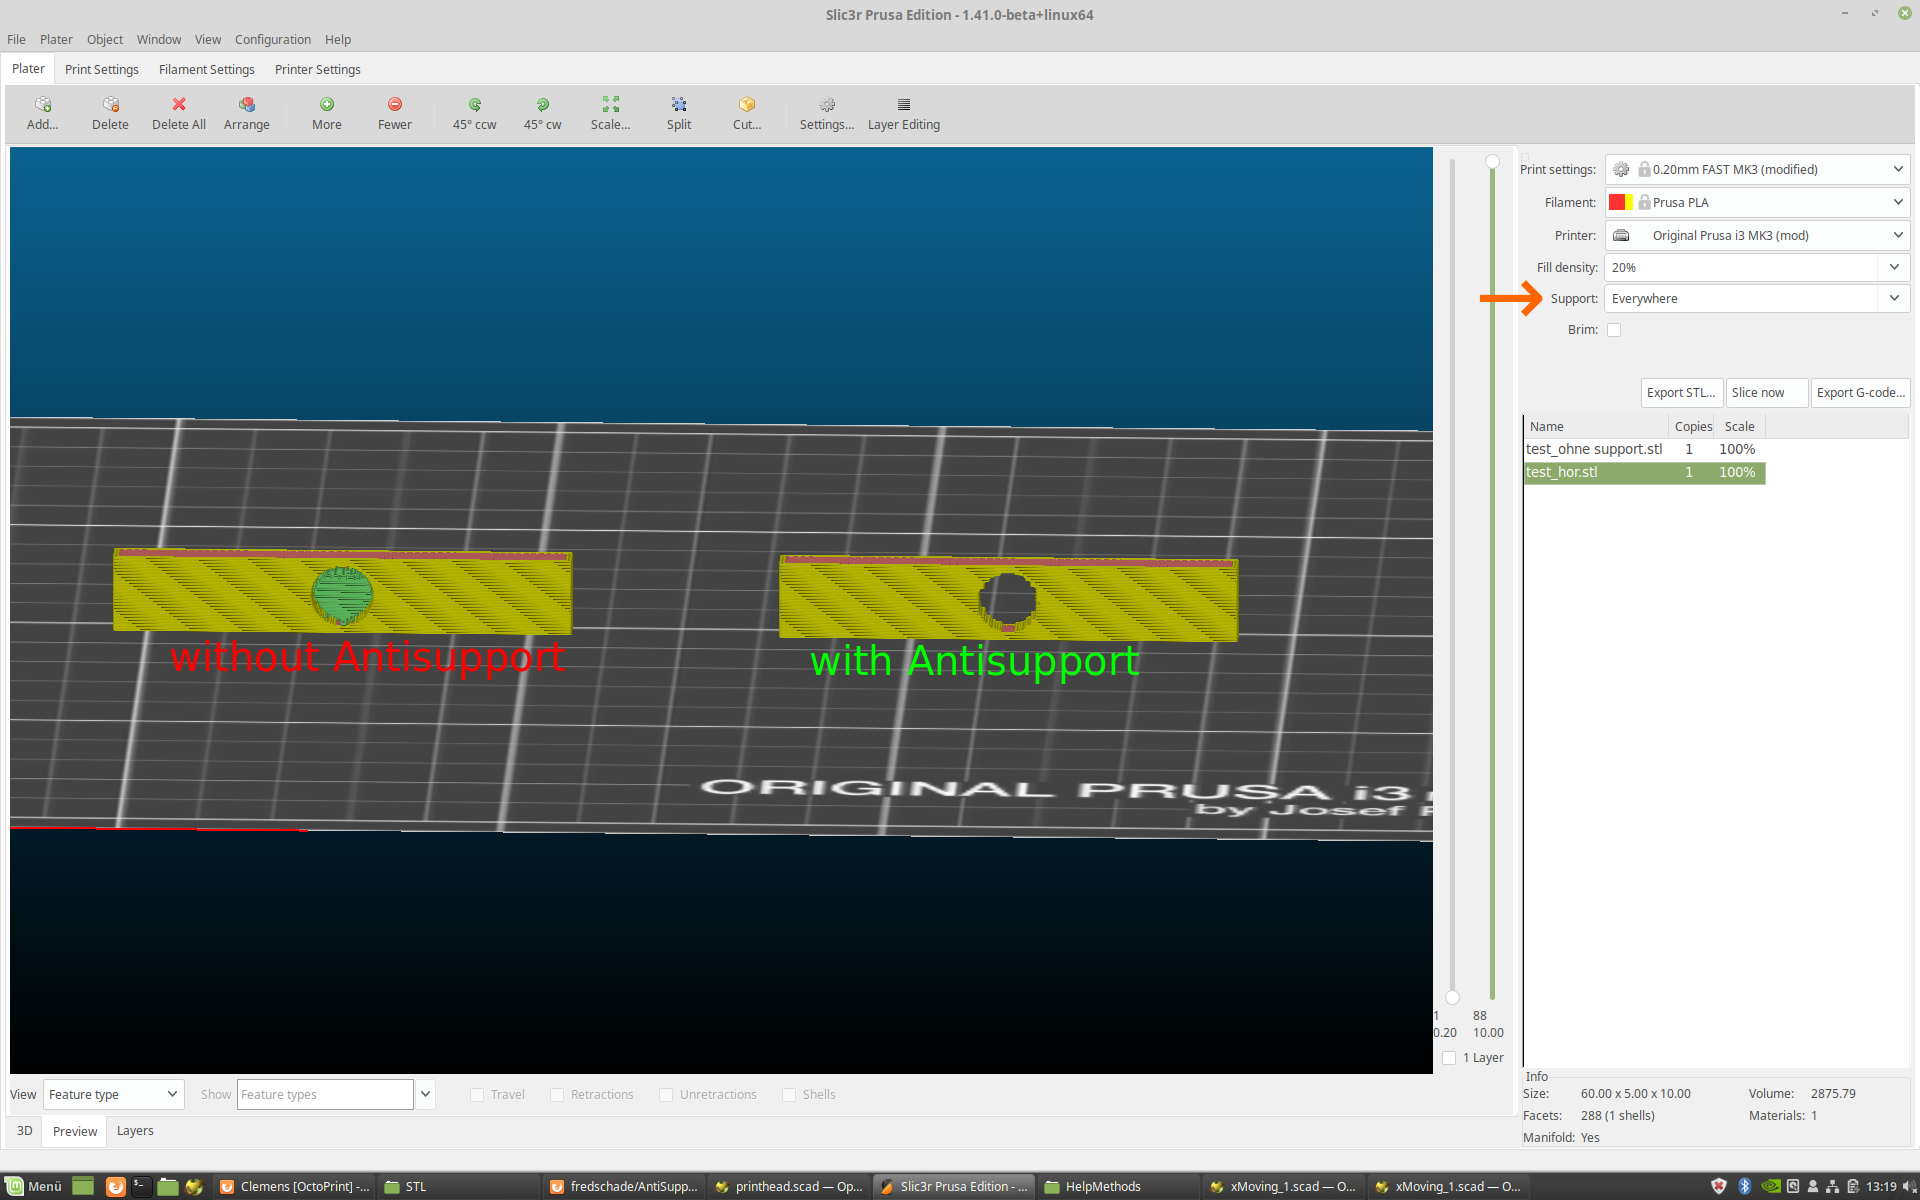 Slic3r Prusa Edition - 1.41.0-beta+linux64
File Plater Object Window View Configuration Help
Plater Print Settings Filament Settings Printer Settings
Add... Delete Delete All Arrange More Fewer 45° ccw 45° cw Scale... Split Cut... Settings... Layer Editing
Print settings: 0.20mm FAST MK3 (modified)
Filament: Prusa PLA
Printer: Original Prusa i3 MK3 (mod)
Fill density: 20%
Support: Everywhere
Brim:
Export STL... Slice now Export G-code...
Name Copies Scale
test_ohne support.stl 1 100%
test_hor.stl 1 100%
without Antisupport
with Antisupport
ORIGINAL PRUSA i3
by Josef
1 88
0.20 10.00
1 Layer
Info
Size: 60.00 x 5.00 x 10.00 Volume: 2875.79
Facets: 288 (1 shells) Materials: 1
Manifold: Yes
View Feature type Show Feature types Travel Retractions Unretractions Shells
3D Preview Layers
Menü Clemens [OctoPrint] -... STL fredschade/AntiSupp... printhead.scad — Op... Slic3r Prusa Edition - ... HelpMethods xMoving_1.scad — O... xMoving_1.scad — O... 13:19